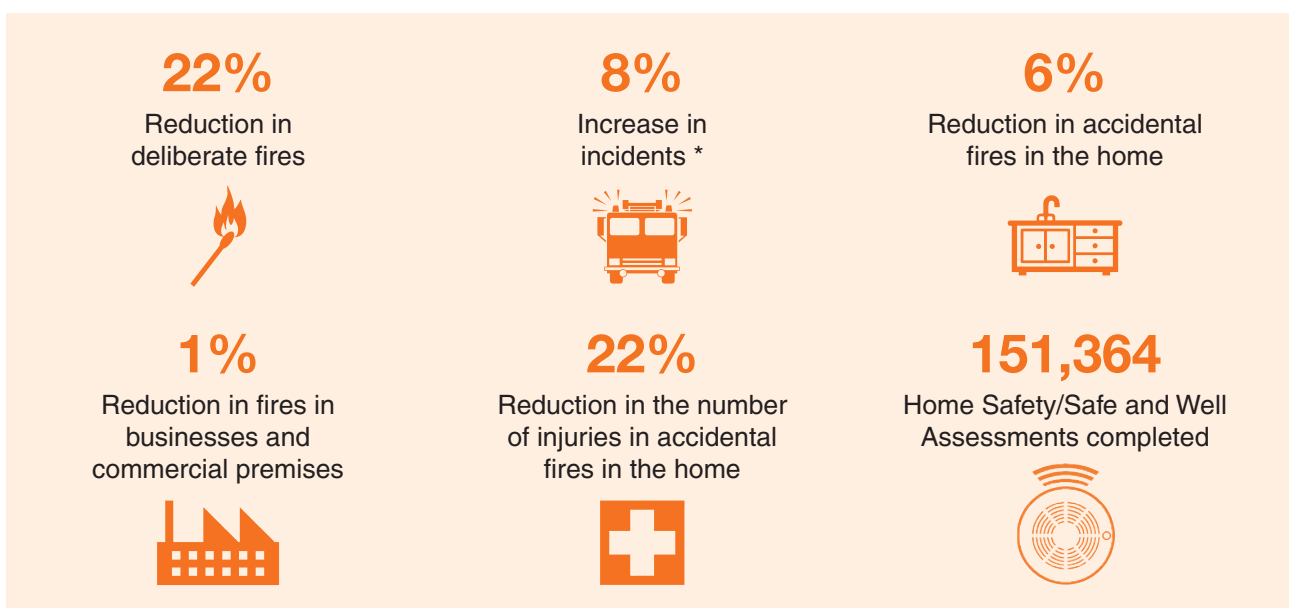 22%
Reduction in
deliberate fires
8%
Increase in
incidents *
6%
Reduction in accidental
fires in the home
1%
Reduction in fires in
businesses and
commercial premises
22%
Reduction in the number
of injuries in accidental
fires in the home
151,364
Home Safety/Safe and Well
Assessments completed